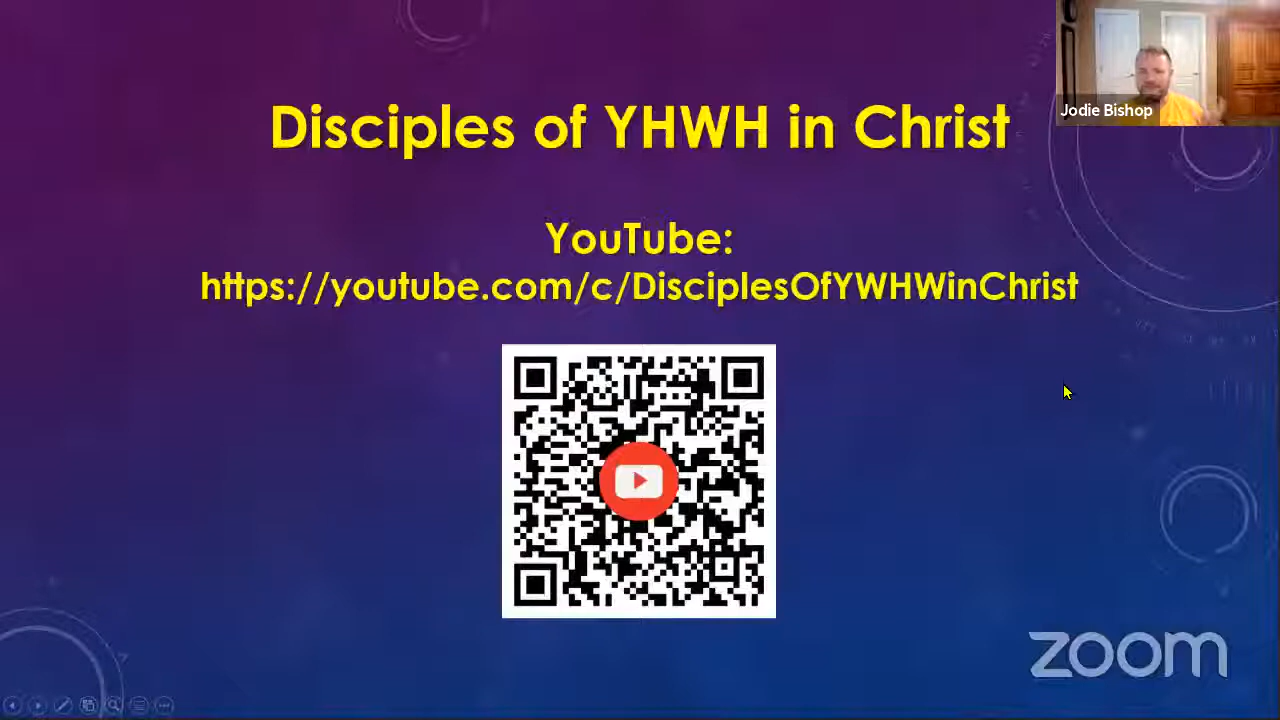 Disciples of YHWH in Christ
Jodie Bishop
YouTube:
https://youtube.com/c/DisciplesOfYWHWinChrist
zoom